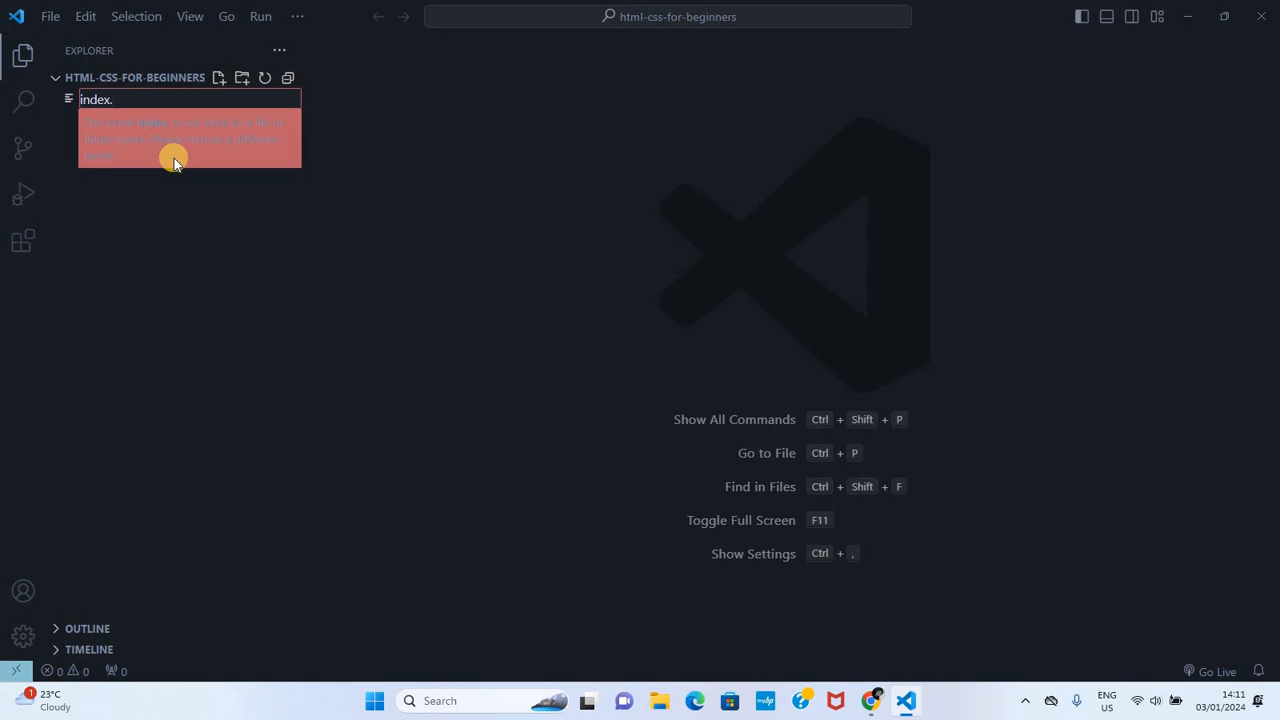 File Edit Selection View Go Run ···
html-css-for-beginners
EXPLORER
HTML-CSS-FOR-BEGINNERS
index.
Show All Commands Ctrl + Shift + P
Go to File Ctrl + P
Find in Files Ctrl + Shift + F
Toggle Full Screen F11
Show Settings Ctrl + ,
OUTLINE
TIMELINE
0 0 0
Go Live
1
23°C
Cloudy
Search
myhp
ENG
US
14:11
03/01/2024